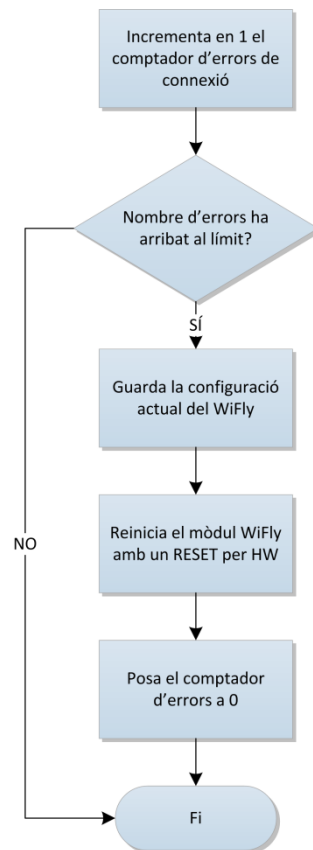 Incrementa en 1 el
comptador d'errors de
connexió
Nombre d'errors ha
arribat al límit?
SÍ
Guarda la configuració
actual del WiFly
Reinicia el mòdul WiFly
amb un RESET per HW
NO
Posa el comptador
d'errors a 0
Fi